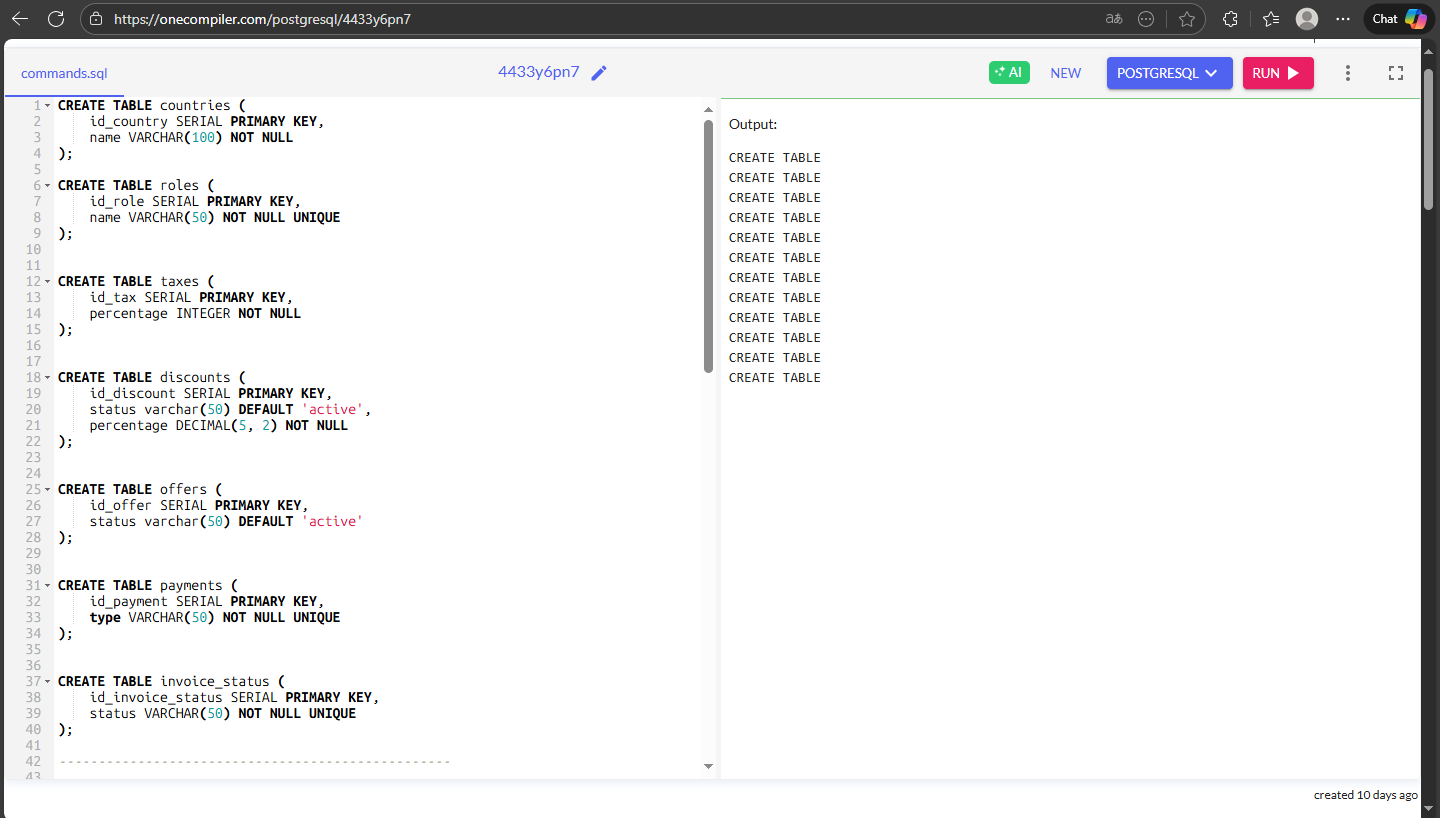 https://onecompiler.com/postgresql/4433y6pn7
Chat
commands.sql
4433y6pn7
AI
NEW
POSTGRESQL
RUN
1 CREATE TABLE countries (
2 id_country SERIAL PRIMARY KEY,
3 name VARCHAR(100) NOT NULL
4 );
5
6 CREATE TABLE roles (
7 id_role SERIAL PRIMARY KEY,
8 name VARCHAR(50) NOT NULL UNIQUE
9 );
10
11
12 CREATE TABLE taxes (
13 id_tax SERIAL PRIMARY KEY,
14 percentage INTEGER NOT NULL
15 );
16
17
18 CREATE TABLE discounts (
19 id_discount SERIAL PRIMARY KEY,
20 status varchar(50) DEFAULT 'active',
21 percentage DECIMAL(5, 2) NOT NULL
22 );
23
24
25 CREATE TABLE offers (
26 id_offer SERIAL PRIMARY KEY,
27 status varchar(50) DEFAULT 'active'
28 );
29
30
31 CREATE TABLE payments (
32 id_payment SERIAL PRIMARY KEY,
33 type VARCHAR(50) NOT NULL UNIQUE
34 );
35
36
37 CREATE TABLE invoice_status (
38 id_invoice_status SERIAL PRIMARY KEY,
39 status VARCHAR(50) NOT NULL UNIQUE
40 );
41
42 --------------------------------------------------
43
Output:
CREATE TABLE
CREATE TABLE
CREATE TABLE
CREATE TABLE
CREATE TABLE
CREATE TABLE
CREATE TABLE
CREATE TABLE
CREATE TABLE
CREATE TABLE
CREATE TABLE
CREATE TABLE
created 10 days ago